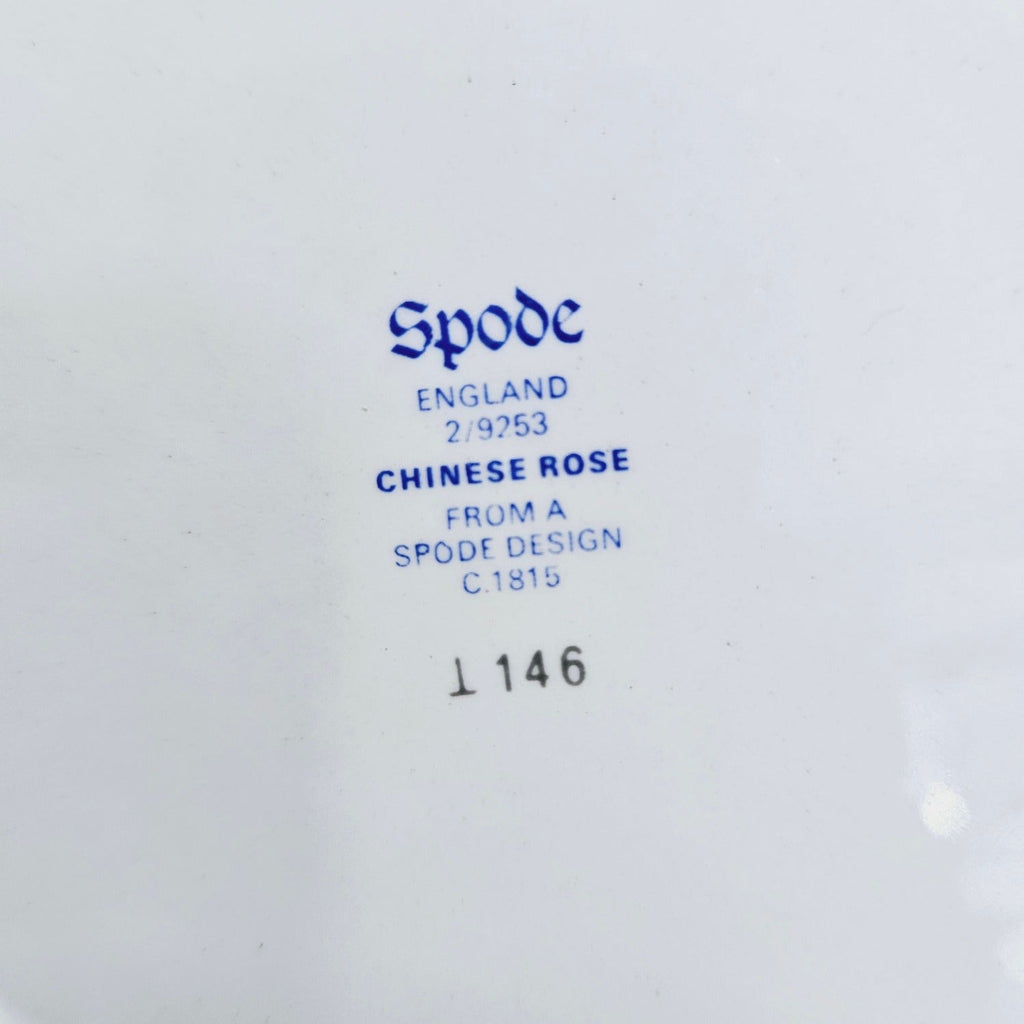 Spode
ENGLAND
2/9253
CHINESE ROSE
FROM A
SPODE DESIGN
C.1815
146